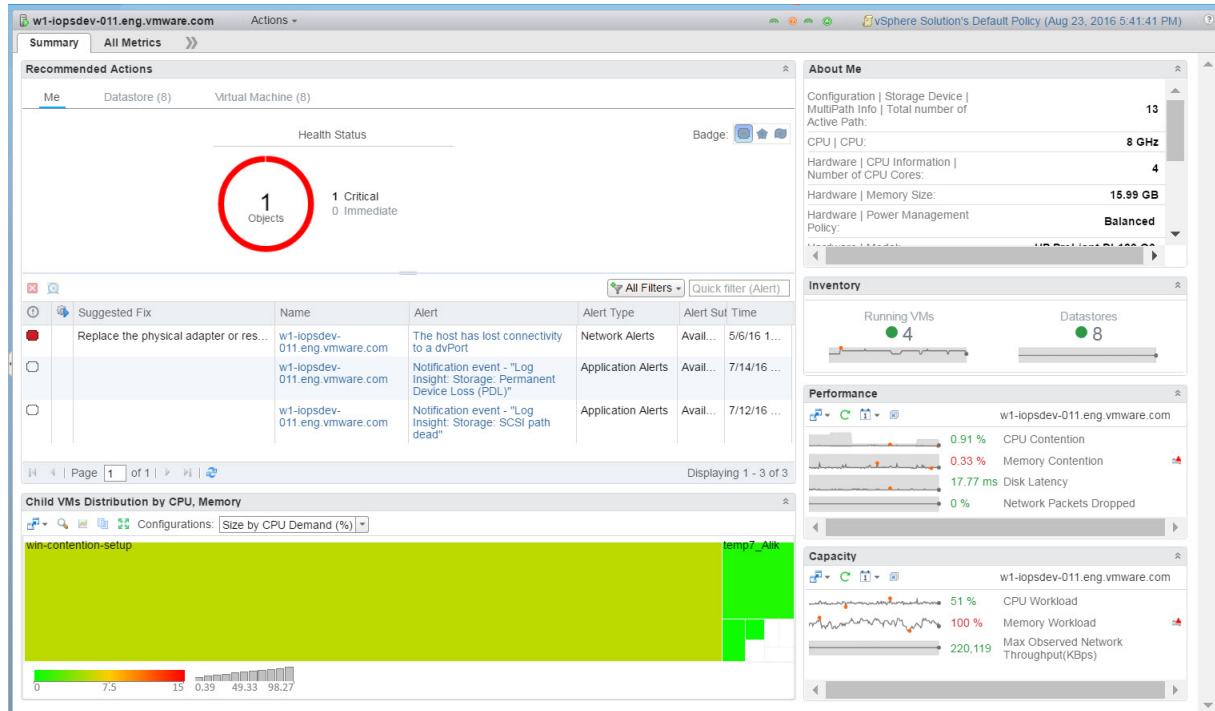 w1-iopsdev-011.eng.vmware.com Actions
vSphere Solution's Default Policy (Aug 23, 2016 5:41:41 PM)
Summary All Metrics
Recommended Actions
Me Datastore (8) Virtual Machine (8)
Health Status
Badge:
1
Objects
1 Critical
0 Immediate
All Filters Quick filter (Alert)
Suggested Fix Name Alert Alert Type Alert Sul Time
Replace the physical adapter or res... w1-iopsdev-011.eng.vmware.com The host has lost connectivity to a dvPort Network Alerts Avail... 5/6/16 1...
w1-iopsdev-011.eng.vmware.com Notification event - "Log Insight: Storage: Permanent Device Loss (PDL)" Application Alerts Avail... 7/14/16 ...
w1-iopsdev-011.eng.vmware.com Notification event - "Log Insight: Storage: SCSI path dead" Application Alerts Avail... 7/12/16 ...
Page 1 of 1
Displaying 1 - 3 of 3
Child VMs Distribution by CPU, Memory
Configurations: Size by CPU Demand (%)
win-contention-setup
temp7_Alik
0 7.5 15 0.39 49.33 98.27
About Me
Configuration | Storage Device |
MultiPath Info | Total number of
Active Path:
13
CPU | CPU: 8 GHz
Hardware | CPU Information |
Number of CPU Cores:
4
Hardware | Memory Size: 15.99 GB
Hardware | Power Management
Policy:
Balanced
Inventory
Running VMs
4
Datastores
8
Performance
w1-iopsdev-011.eng.vmware.com
0.91 % CPU Contention
0.33 % Memory Contention
17.77 ms Disk Latency
0 % Network Packets Dropped
Capacity
w1-iopsdev-011.eng.vmware.com
51 % CPU Workload
100 % Memory Workload
220,119 Max Observed Network
Throughput(KBps)